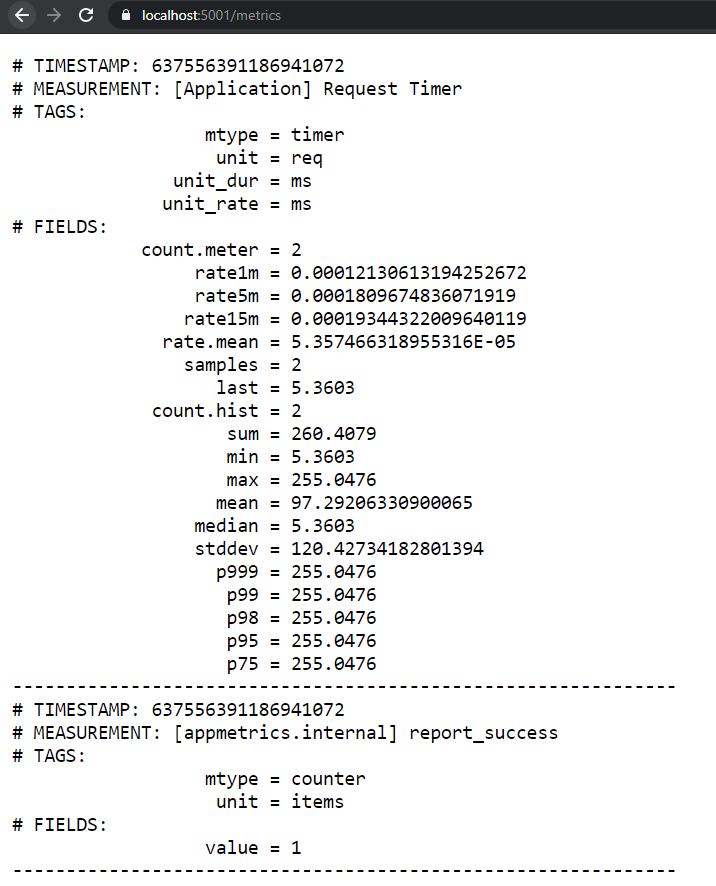 localhost:5001/metrics
# TIMESTAMP: 637556391186941072
# MEASUREMENT: [Application] Request Timer
# TAGS:
mtype = timer
unit = req
unit_dur = ms
unit_rate = ms
# FIELDS:
count.meter = 2
rate1m = 0.00012130613194252672
rate5m = 0.0001809674836071919
rate15m = 0.00019344322009640119
rate.mean = 5.357466318955316E-05
samples = 2
last = 5.3603
count.hist = 2
sum = 260.4079
min = 5.3603
max = 255.0476
mean = 97.29206330900065
median = 5.3603
stddev = 120.42734182801394
p999 = 255.0476
p99 = 255.0476
p98 = 255.0476
p95 = 255.0476
p75 = 255.0476
--------------------------------------------------------------
# TIMESTAMP: 637556391186941072
# MEASUREMENT: [appmetrics.internal] report_success
# TAGS:
mtype = counter
unit = items
# FIELDS:
value = 1
--------------------------------------------------------------